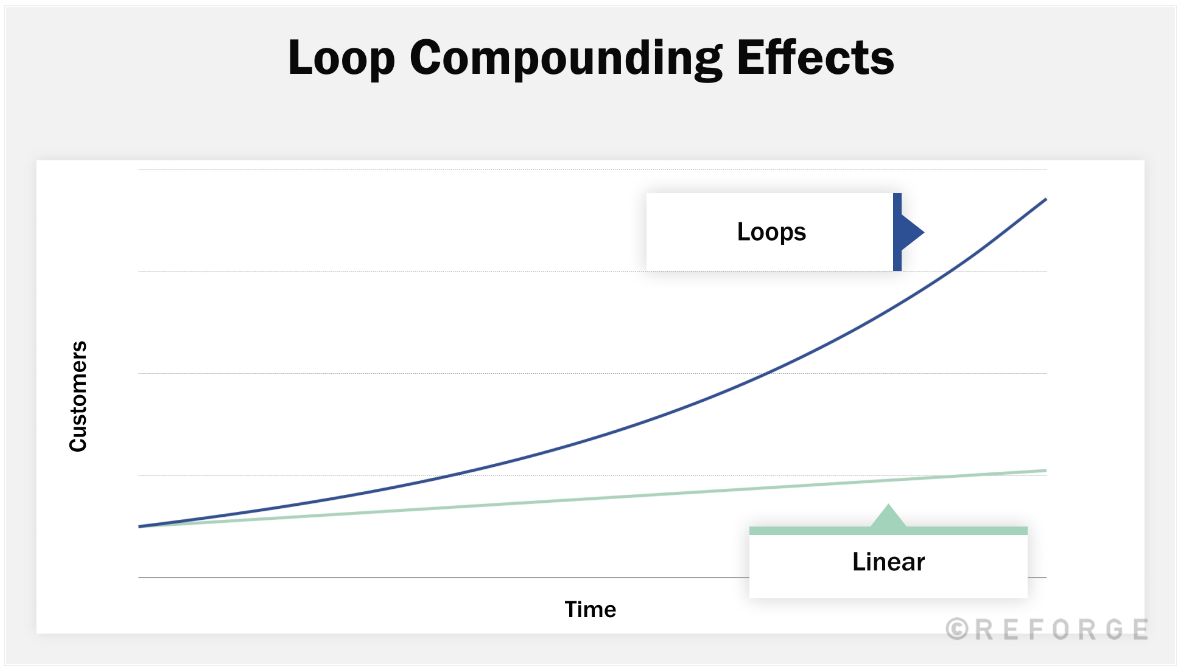 Loop Compounding Effects
Loops
Customers
Linear
Time
©REFORGE